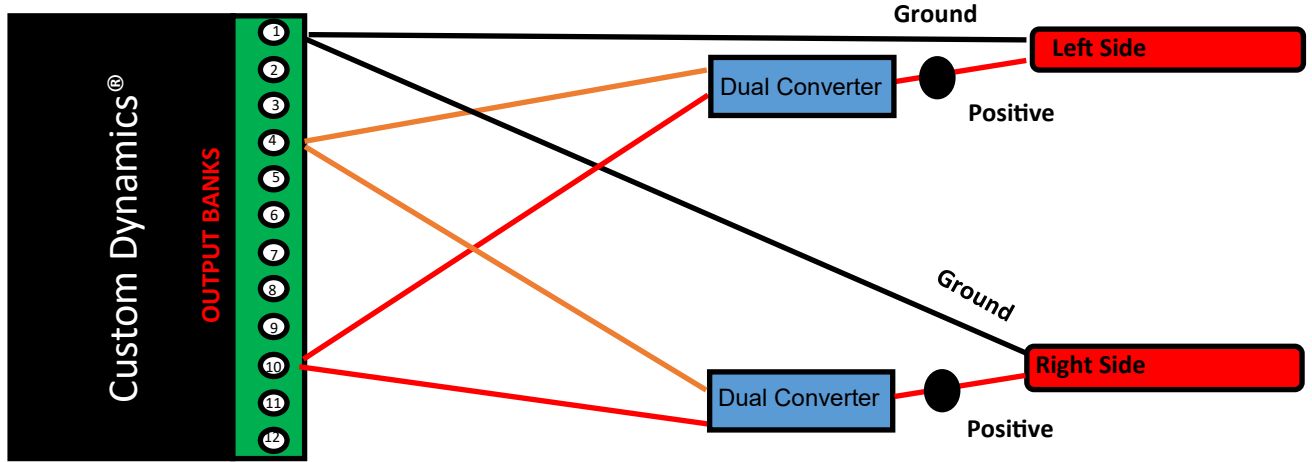 Custom Dynamics®
OUTPUT BANKS
1
2
3
4
5
6
7
8
9
10
11
12
Ground
Left Side
Dual Converter
Positive
Ground
Right Side
Dual Converter
Positive